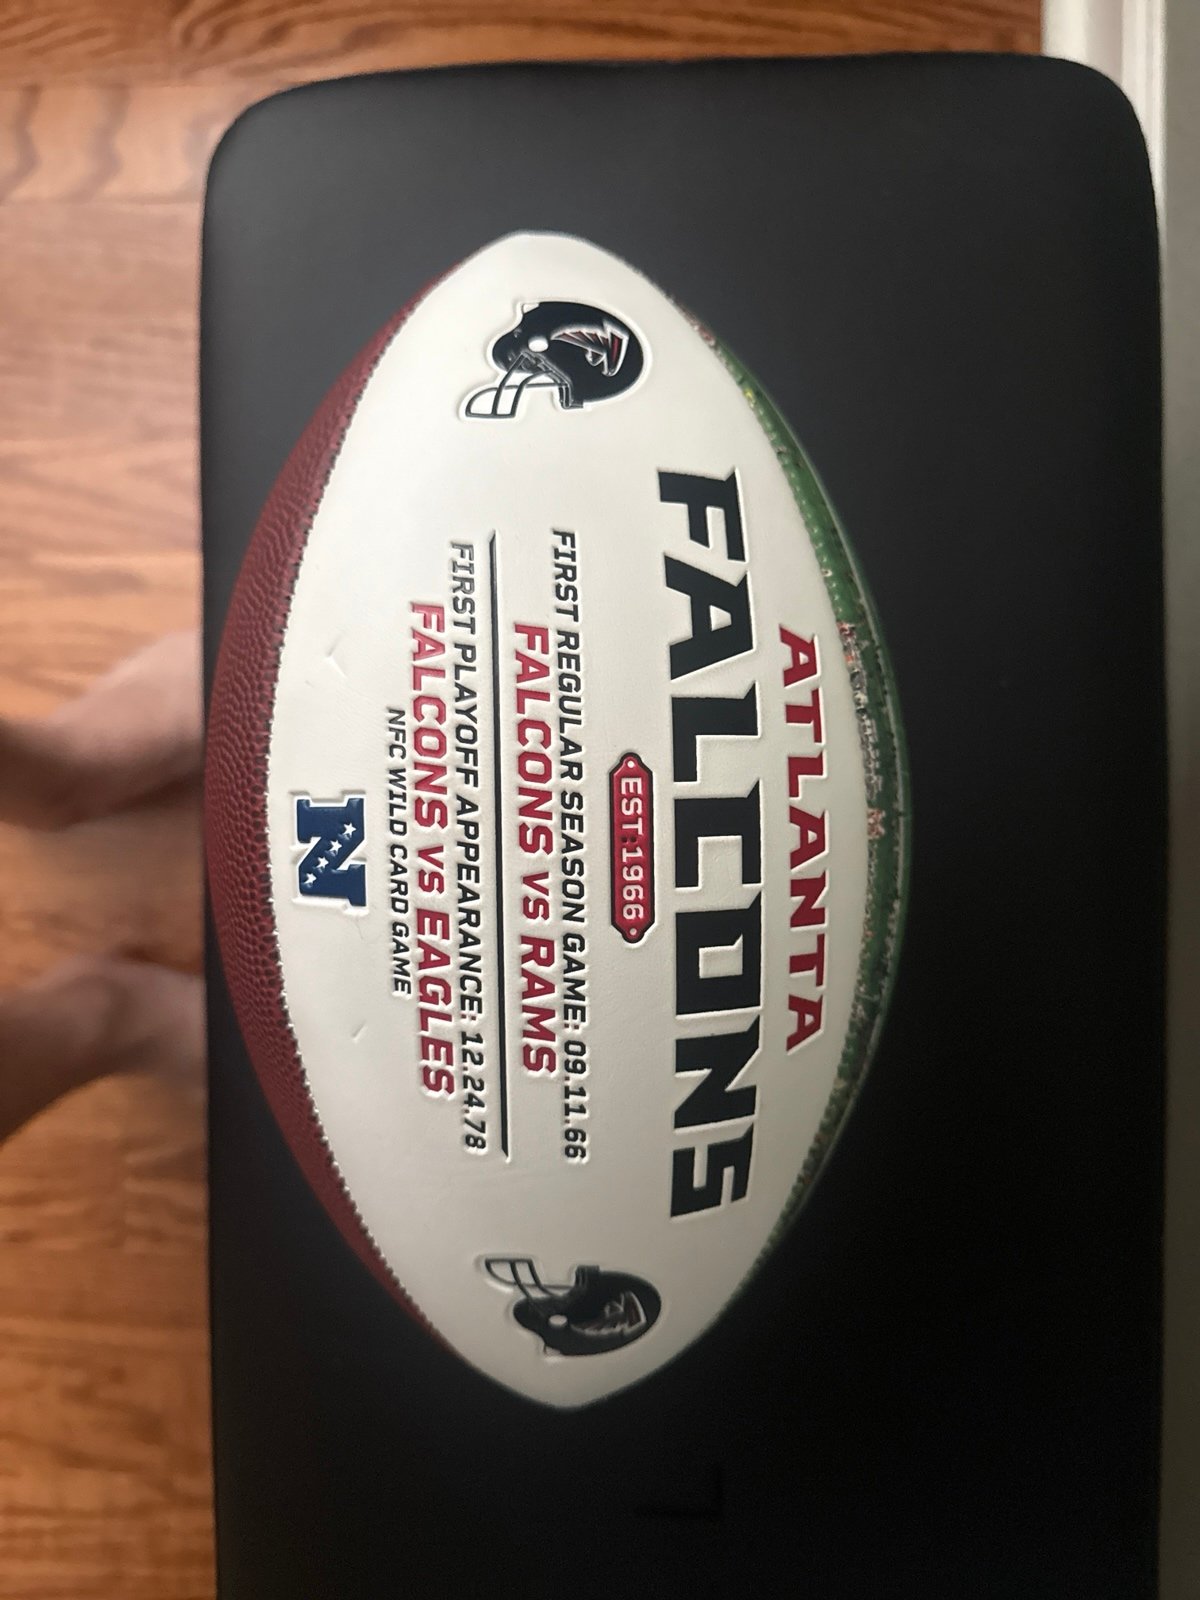 ATLANTA
FALCONS
EST:1966
FIRST REGULAR SEASON GAME: 09.11.66
FALCONS VS RAMS
FIRST PLAYOFF APPEARANCE: 12.24.78
FALCONS VS EAGLES
NFC WILD CARD GAME
N